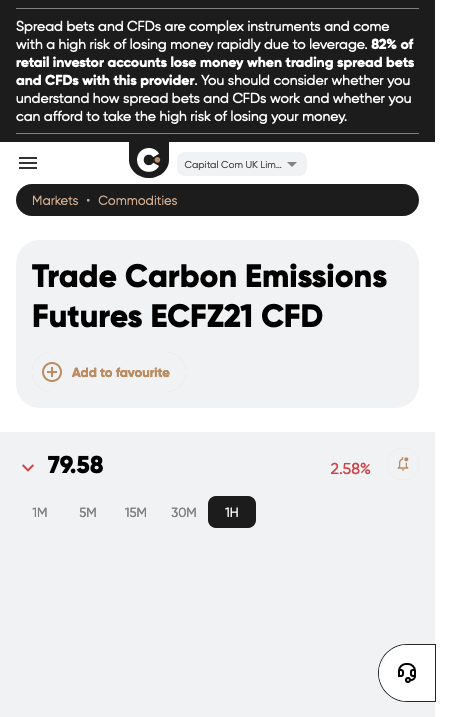 Spread bets and CFDs are complex instruments and come
with a high risk of losing money rapidly due to leverage. 82% of
retail investor accounts lose money when trading spread bets
and CFDs with this provider. You should consider whether you
understand how spread bets and CFDs work and whether you
can afford to take the high risk of losing your money.
Capital Com UK Lim...
Markets • Commodities
Trade Carbon Emissions
Futures ECFZ21 CFD
Add to favourite
79.58
2.58%
1M 5M 15M 30M 1H